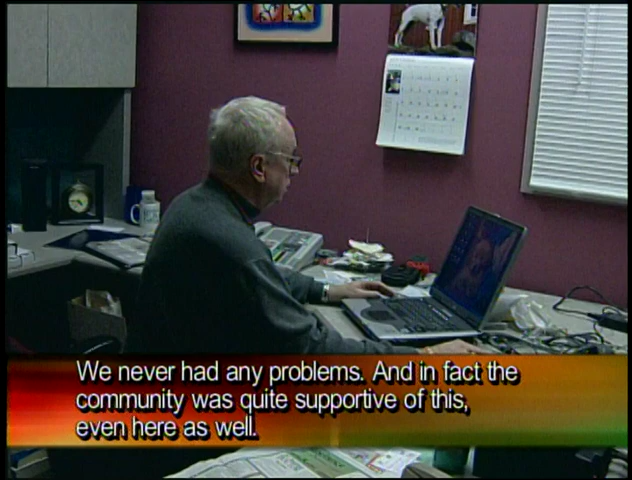 We never had any problems. And in fact the
community was quite supportive of this,
even here as well.